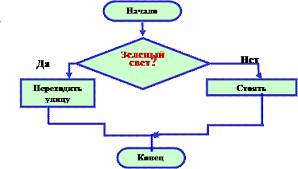 Начало
Зеленый
свет?
Да
Нет
Переходить
улицу
Стоять
Конец